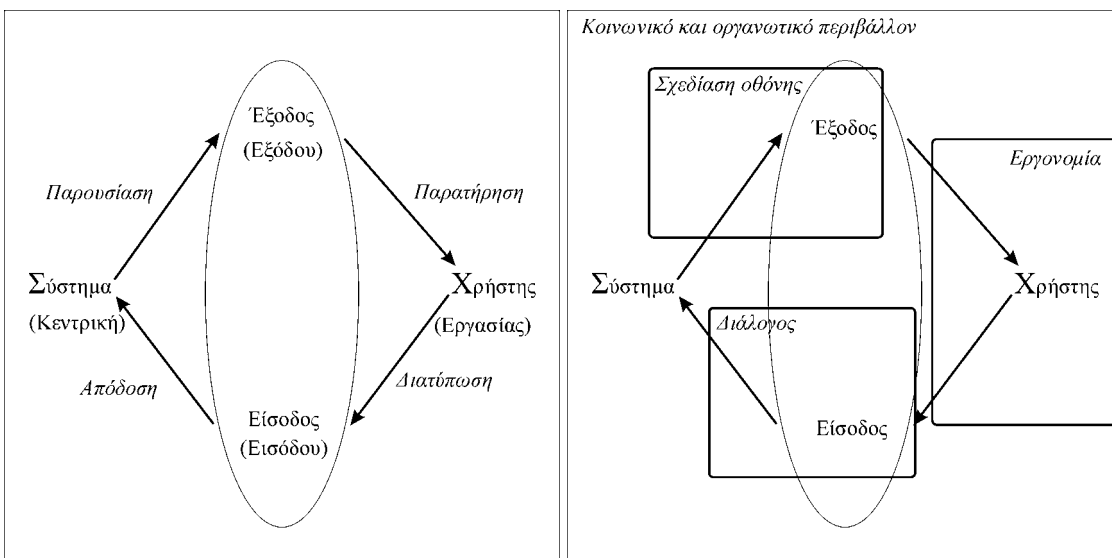 Έξοδος
(Εξόδου)
Παρουσίαση
Παρατήρηση
Σύστημα
(Κεντρική)
Χρήστης
(Εργασίας)
Απόδοση
Διατύπωση
Είσοδος
(Εισόδου)
Κοινωνικό και οργανωτικό περιβάλλον
Σχεδίαση οθόνης
Έξοδος
Εργονομία
Σύστημα
Χρήστης
Διάλογος
Είσοδος